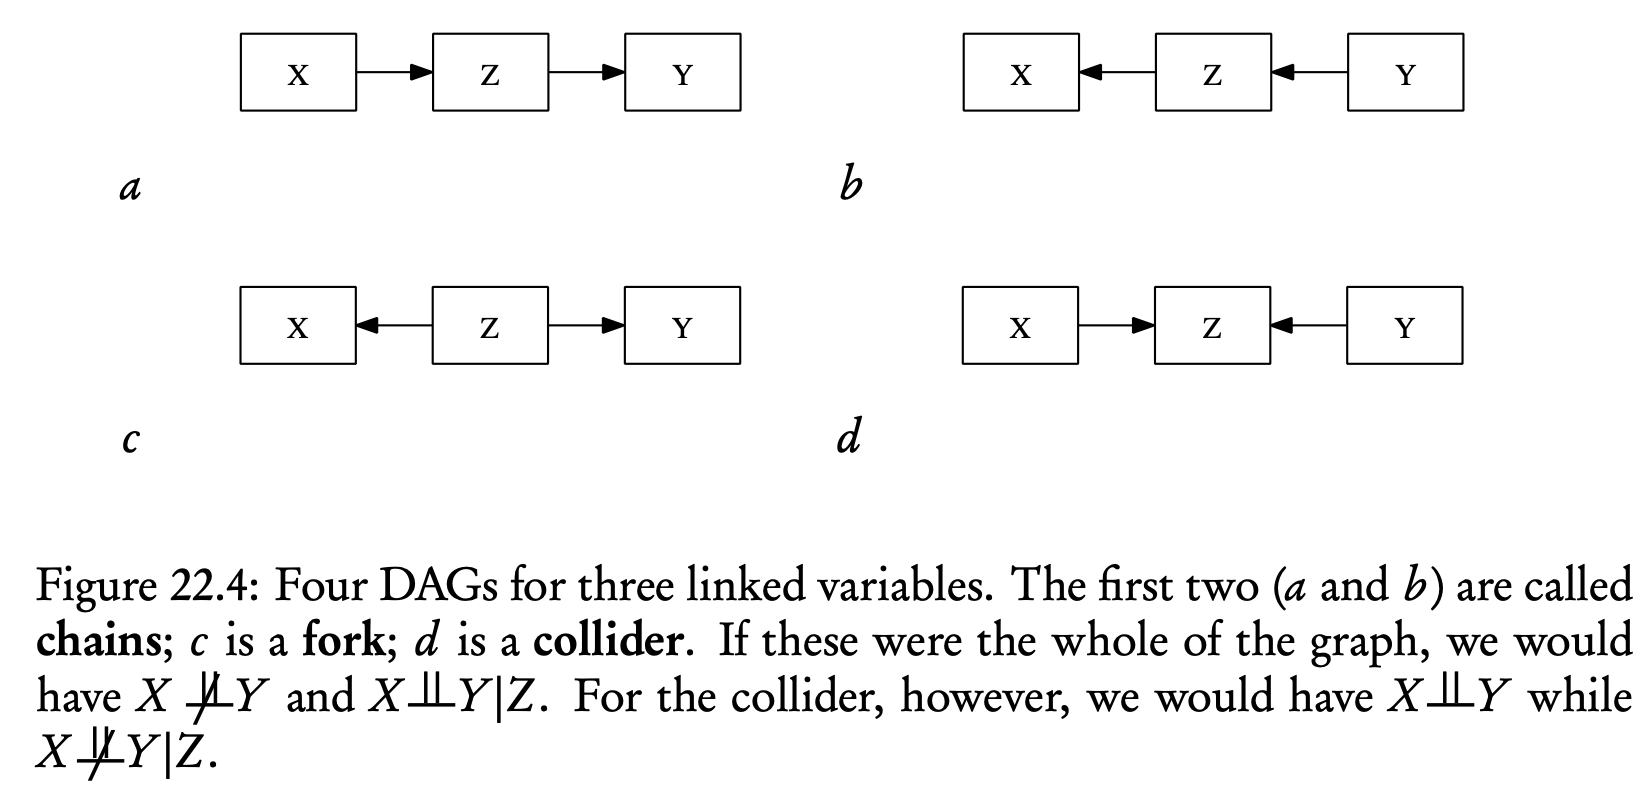 X Z Y
X Z Y
a
b
X Z Y
X Z Y
c
d
Figure 22.4: Four DAGs for three linked variables. The first two (a and b) are called
chains; c is a fork; d is a collider. If these were the whole of the graph, we would
have X ⫫̸ Y and X ⫫ Y|Z. For the collider, however, we would have X ⫫ Y while
X ⫫̸ Y|Z.